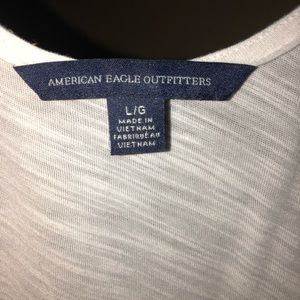 AMERICAN EAGLE OUTFITTERS
L/G
MADE IN
VIETNAM
FABRIQUÉ AU
VIETNAM